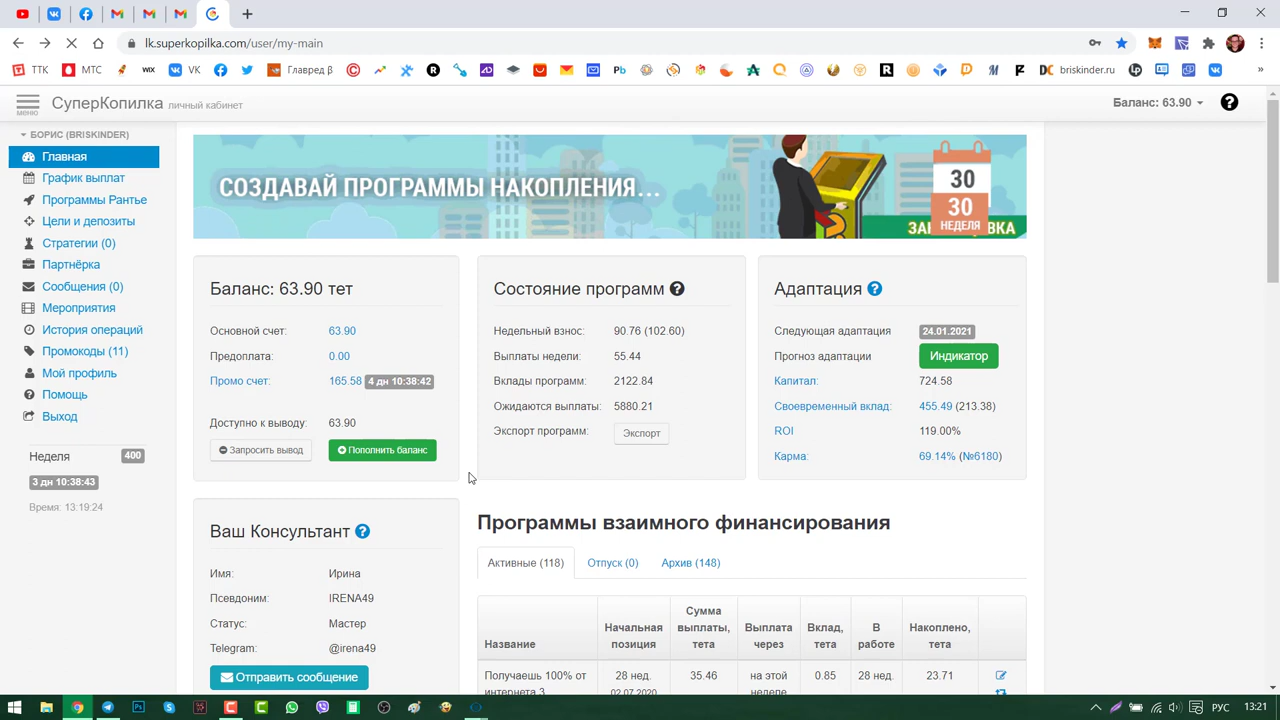 lk.superkopilka.com/user/my-main
ТТК
МТС
WIX
VK
Главред β
Pb
briskinder.ru
»
меню
СуперКопилка личный кабинет
Баланс: 63.90
БОРИС (BRISKINDER)
Главная
График выплат
Программы Рантье
Цели и депозиты
Стратегии (0)
Партнёрка
Сообщения (0)
Мероприятия
История операций
Промокоды (11)
Мой профиль
Помощь
Выход
Неделя 400
3 дн 10:38:43
Время: 13:19:24
СОЗДАВАЙ ПРОГРАММЫ НАКОПЛЕНИЯ...
30
30
НЕДЕЛЯ
Баланс: 63.90 тет
Основной счет: 63.90
Предоплата: 0.00
Промо счет: 165.58 4 дн 10:38:42
Доступно к выводу: 63.90
Запросить вывод Пополнить баланс
Состояние программ
Недельный взнос: 90.76 (102.60)
Выплаты недели: 55.44
Вклады программ: 2122.84
Ожидаются выплаты: 5880.21
Экспорт программ: Экспорт
Адаптация
Следующая адаптация 24.01.2021
Прогноз адаптации Индикатор
Капитал: 724.58
Своевременный вклад: 455.49 (213.38)
ROI 119.00%
Карма: 69.14% (№6180)
Ваш Консультант
Имя: Ирина
Псевдоним: IRENA49
Статус: Мастер
Telegram: @irena49
Отправить сообщение
Программы взаимного финансирования
Активные (118) Отпуск (0) Архив (148)
Название Начальная позиция Сумма выплаты, тета Выплата через Вклад, тета В работе Накоплено, тета
Получаешь 100% от интернета 3 28 нед. 02.07.2020 35.46 на этой неделе 0.85 28 нед. 23.71
РУС 13:21